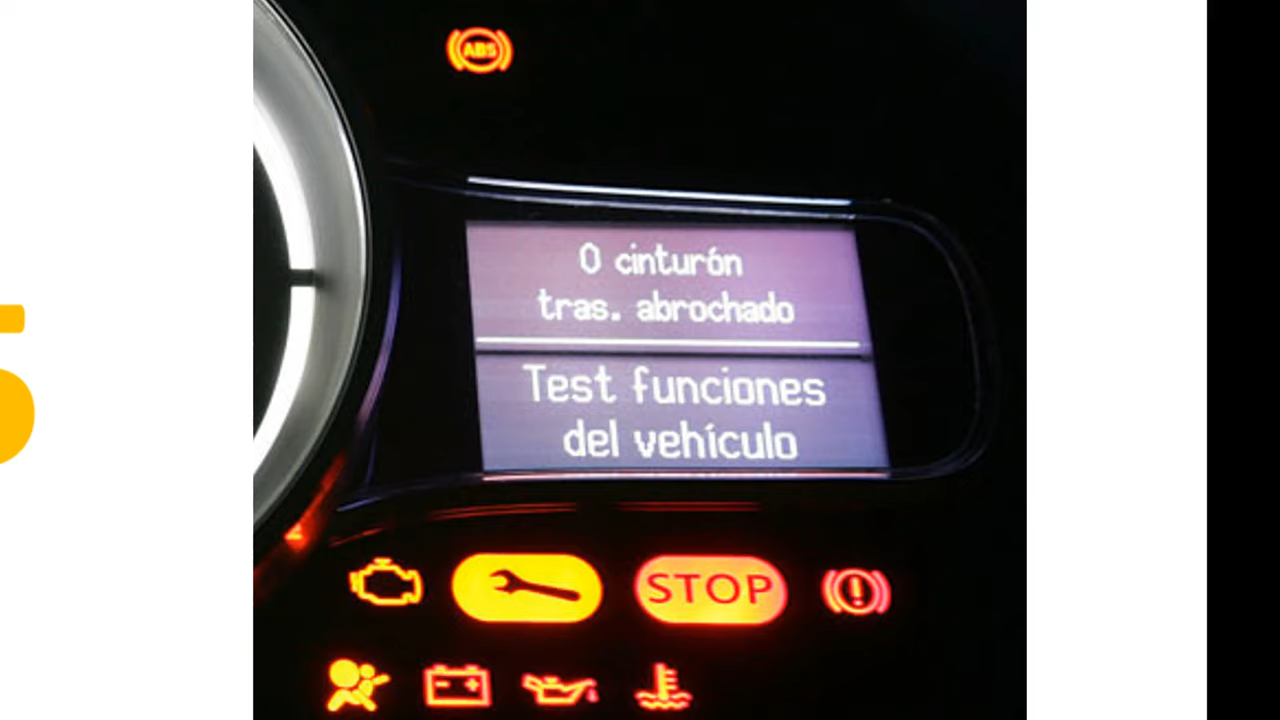 ABS
0 cinturón
tras. abrochado
Test funciones
del vehículo
STOP